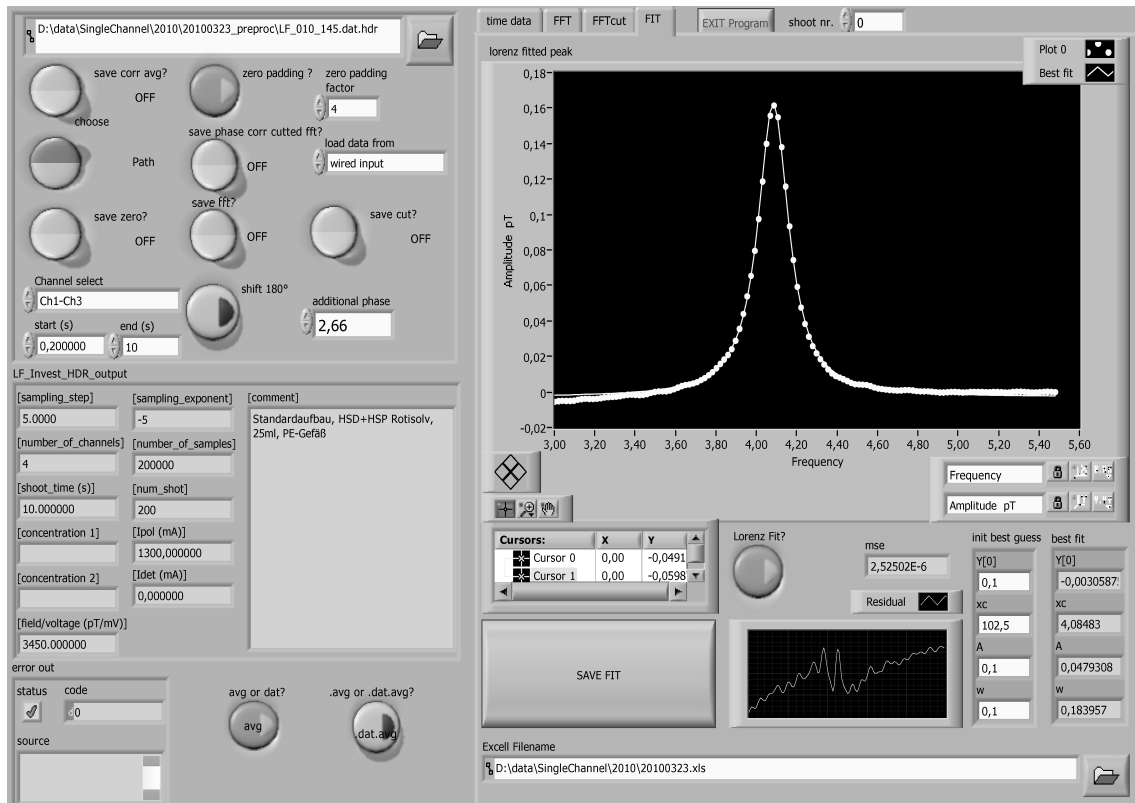 D:\data\SingleChannel\2010\20100323_preproc\LF_010_145.dat.hdr
save corr avg?
OFF
zero padding ?
zero padding factor
4
choose
Path
save phase corr cutted fft?
OFF
load data from
wired input
save zero?
OFF
save fft?
OFF
save cut?
OFF
Channel select
Ch1-Ch3
shift 180°
additional phase
2,66
start (s)
0,200000
end (s)
10
LF_Invest_HDR_output
[sampling_step]
5.0000
[sampling_exponent]
-5
[comment]
Standardaufbau, HSD+HSP Rotisolv,
25ml, PE-Gefäß
[number_of_channels]
4
[number_of_samples]
200000
[shoot_time (s)]
10.000000
[num_shot]
200
[concentration 1]
[Ipol (mA)]
1300,000000
[concentration 2]
[Idet (mA)]
0,000000
[field/voltage (pT/mV)]
3450.000000
error out
status
code
0
source
avg or dat?
avg
.avg or .dat.avg?
.dat.avg
time data
FFT
FFTcut
FIT
EXIT Program
shoot nr.
0
lorenz fitted peak
Plot 0
Best fit
Amplitude pT
0,18
0,16
0,14
0,12
0,1
0,08
0,06
0,04
0,02
0
-0,02
3,00 3,20 3,40 3,60 3,80 4,00 4,20 4,40 4,60 4,80 5,00 5,20 5,40 5,60
Frequency
Frequency
Amplitude pT
Cursors: X Y
Cursor 0 0,00 -0,0491
Cursor 1 0,00 -0,0598
Lorenz Fit?
mse
2,52502E-6
Residual
init best guess
Y[0]
0,1
xc
102,5
A
0,1
w
0,1
best fit
Y[0]
-0,0030587
xc
4,08483
A
0,0479308
w
0,183957
SAVE FIT
Excell Filename
D:\data\SingleChannel\2010\20100323.xls